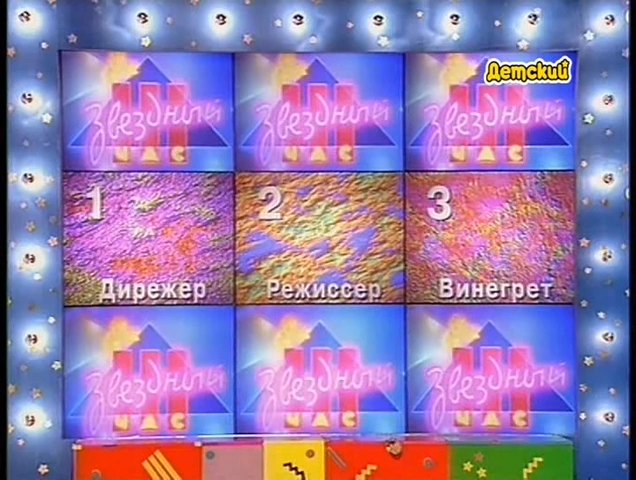 Детский
Звездный
ЧАС
Звездный
ЧАС
Звездный
ЧАС
1
Дирежер
2
Режиссер
3
Винегрет
Звездный
ЧАС
Звездный
ЧАС
Звездный
ЧАС